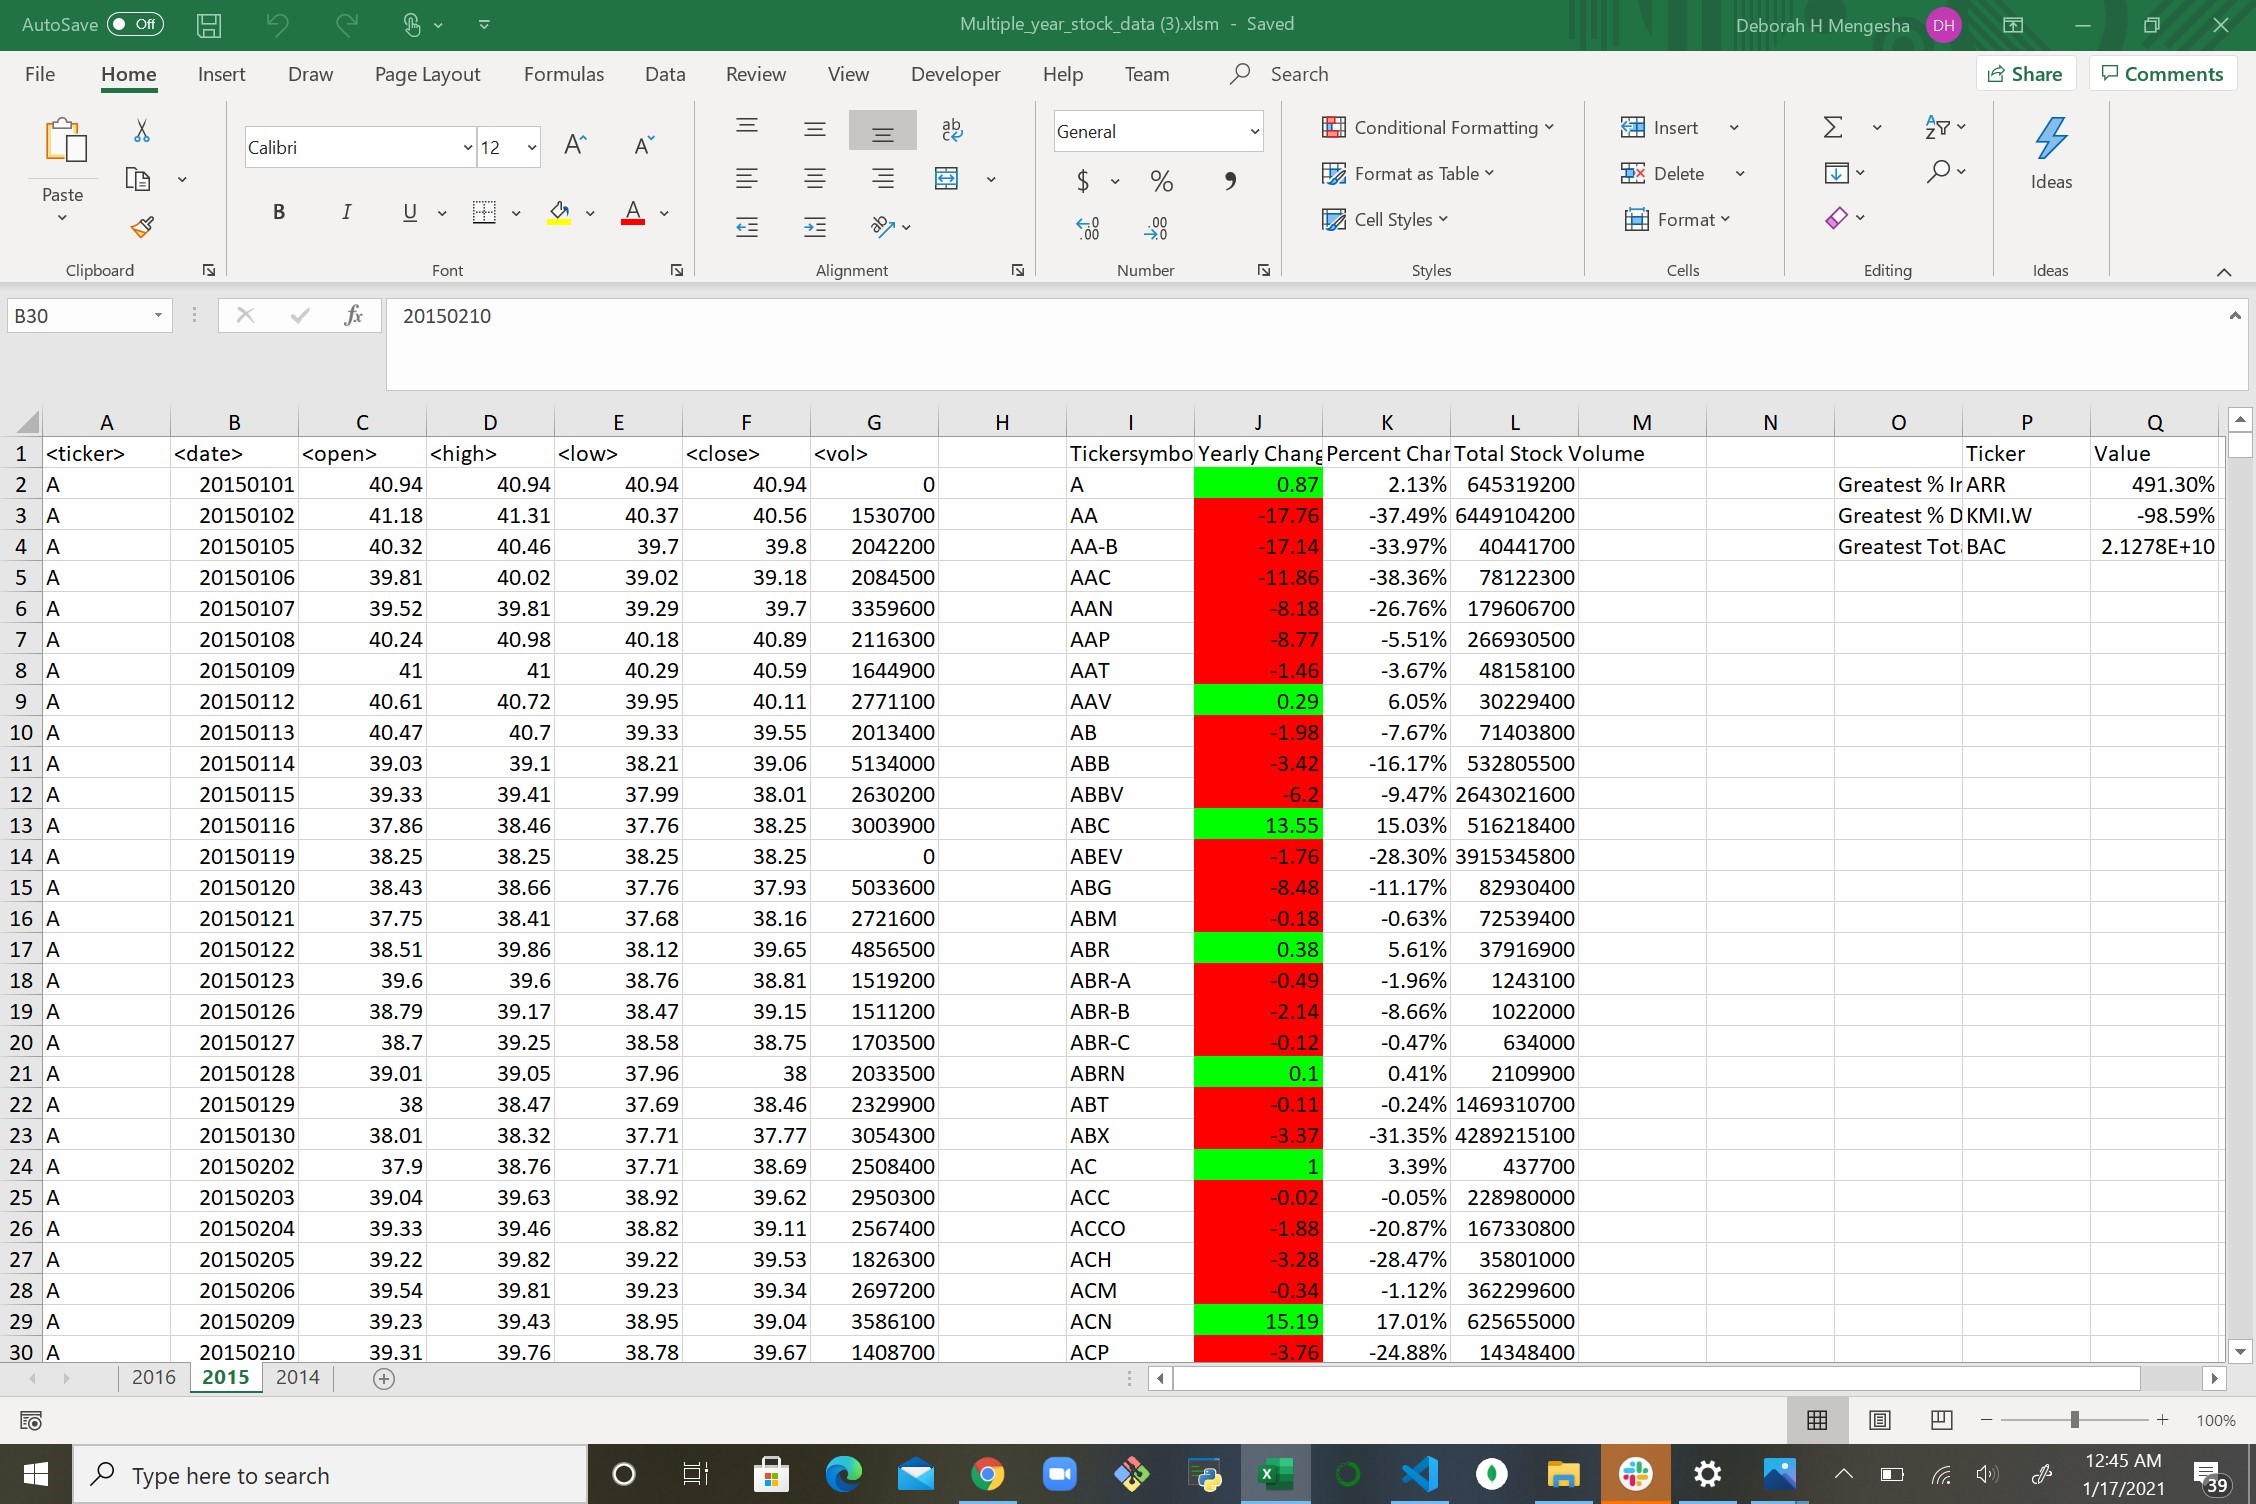 AutoSave Off Multiple_year_stock_data (3).xlsm - Saved Deborah H Mengesha DH
File Home Insert Draw Page Layout Formulas Data Review View Developer Help Team Search Share Comments
Paste Calibri 12 General Conditional Formatting Insert
Format as Table Delete Ideas
Cell Styles Format
Clipboard Font Alignment Number Styles Cells Editing Ideas
B30 fx 20150210
A B C D E F G H I J K L M N O P Q
1 <ticker> <date> <open> <high> <low> <close> <vol> Tickersymbo Yearly Chang Percent Char Total Stock Volume Ticker Value
2 A 20150101 40.94 40.94 40.94 40.94 0 A 0.87 2.13% 645319200 Greatest % Ir ARR 491.30%
3 A 20150102 41.18 41.31 40.37 40.56 1530700 AA -17.76 -37.49% 6449104200 Greatest % D KMI.W -98.59%
4 A 20150105 40.32 40.46 39.7 39.8 2042200 AA-B -17.14 -33.97% 40441700 Greatest Tot BAC 2.1278E+10
5 A 20150106 39.81 40.02 39.02 39.18 2084500 AAC -11.86 -38.36% 78122300
6 A 20150107 39.52 39.81 39.29 39.7 3359600 AAN -8.18 -26.76% 179606700
7 A 20150108 40.24 40.98 40.18 40.89 2116300 AAP -8.77 -5.51% 266930500
8 A 20150109 41 41 40.29 40.59 1644900 AAT -1.46 -3.67% 48158100
9 A 20150112 40.61 40.72 39.95 40.11 2771100 AAV 0.29 6.05% 30229400
10 A 20150113 40.47 40.7 39.33 39.55 2013400 AB -1.98 -7.67% 71403800
11 A 20150114 39.03 39.1 38.21 39.06 5134000 ABB -3.42 -16.17% 532805500
12 A 20150115 39.33 39.41 37.99 38.01 2630200 ABBV -6.2 -9.47% 2643021600
13 A 20150116 37.86 38.46 37.76 38.25 3003900 ABC 13.55 15.03% 516218400
14 A 20150119 38.25 38.25 38.25 38.25 0 ABEV -1.76 -28.30% 3915345800
15 A 20150120 38.43 38.66 37.76 37.93 5033600 ABG -8.48 -11.17% 82930400
16 A 20150121 37.75 38.41 37.68 38.16 2721600 ABM -0.18 -0.63% 72539400
17 A 20150122 38.51 39.86 38.12 39.65 4856500 ABR 0.38 5.61% 37916900
18 A 20150123 39.6 39.6 38.76 38.81 1519200 ABR-A -0.49 -1.96% 1243100
19 A 20150126 38.79 39.17 38.47 39.15 1511200 ABR-B -2.14 -8.66% 1022000
20 A 20150127 38.7 39.25 38.58 38.75 1703500 ABR-C -0.12 -0.47% 634000
21 A 20150128 39.01 39.05 37.96 38 2033500 ABRN 0.1 0.41% 2109900
22 A 20150129 38 38.47 37.69 38.46 2329900 ABT -0.11 -0.24% 1469310700
23 A 20150130 38.01 38.32 37.71 37.77 3054300 ABX -3.37 -31.35% 4289215100
24 A 20150202 37.9 38.76 37.71 38.69 2508400 AC 1 3.39% 437700
25 A 20150203 39.04 39.63 38.92 39.62 2950300 ACC -0.02 -0.05% 228980000
26 A 20150204 39.33 39.46 38.82 39.11 2567400 ACCO -1.88 -20.87% 167330800
27 A 20150205 39.22 39.82 39.22 39.53 1826300 ACH -3.28 -28.47% 35801000
28 A 20150206 39.54 39.81 39.23 39.34 2697200 ACM -0.34 -1.12% 362299600
29 A 20150209 39.23 39.43 38.95 39.04 3586100 ACN 15.19 17.01% 625655000
30 A 20150210 39.31 39.76 38.78 39.67 1408700 ACP -3.76 -24.88% 14348400
2016 2015 2014
100%
Type here to search 12:45 AM
1/17/2021 39